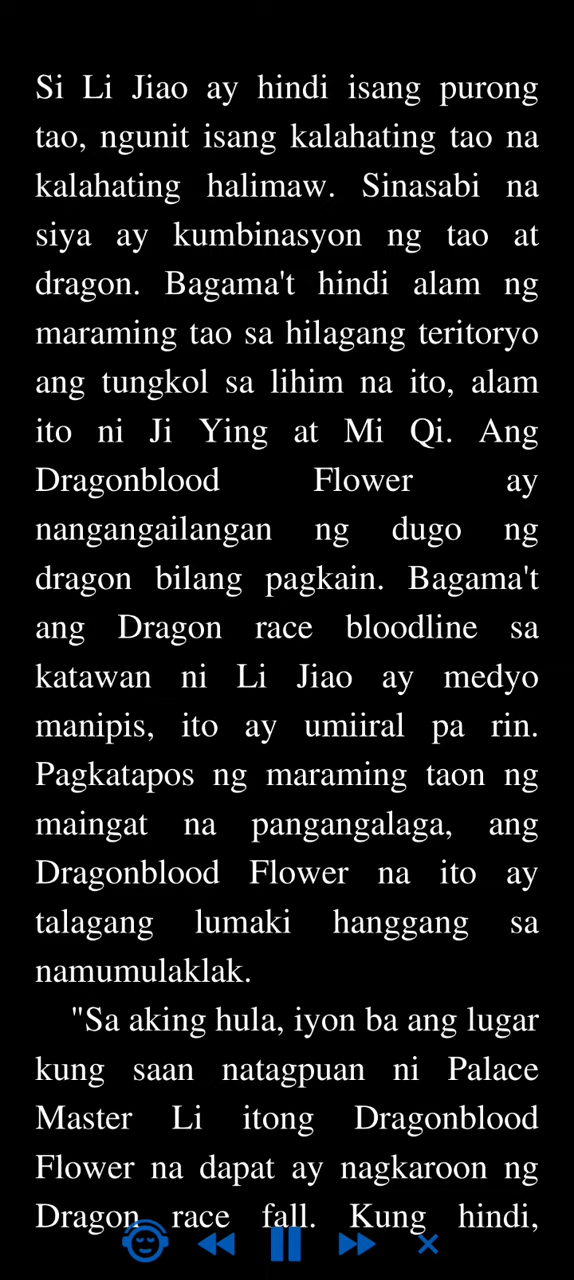 Si Li Jiao ay hindi isang purong
tao, ngunit isang kalahating tao na
kalahating halimaw. Sinasabi na
siya ay kumbinasyon ng tao at
dragon. Bagama't hindi alam ng
maraming tao sa hilagang teritoryo
ang tungkol sa lihim na ito, alam
ito ni Ji Ying at Mi Qi. Ang
Dragonblood Flower ay
nangangailangan ng dugo ng
dragon bilang pagkain. Bagama't
ang Dragon race bloodline sa
katawan ni Li Jiao ay medyo
manipis, ito ay umiiral pa rin.
Pagkatapos ng maraming taon ng
maingat na pangangalaga, ang
Dragonblood Flower na ito ay
talagang lumaki hanggang sa
namumulaklak.
"Sa aking hula, iyon ba ang lugar
kung saan natagpuan ni Palace
Master Li itong Dragonblood
Flower na dapat ay nagkaroon ng
Dragon race fall. Kung hindi,